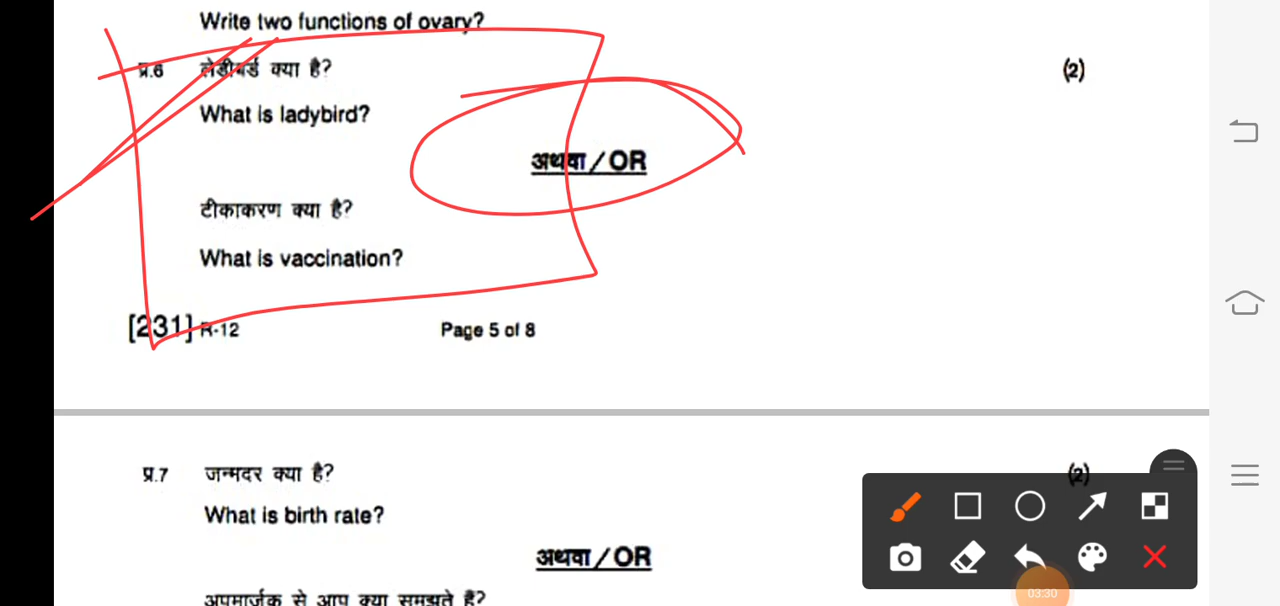 Write two functions of ovary?
प्र.6 लेडीबर्ड क्या है? (2)
What is ladybird?
अथवा / OR
टीकाकरण क्या है?
What is vaccination?
[231] R-12 Page 5 of 8
प्र.7 जन्मदर क्या है? (2)
What is birth rate?
अथवा / OR
अपमार्जक से आप क्या समझते हैं?
03:30